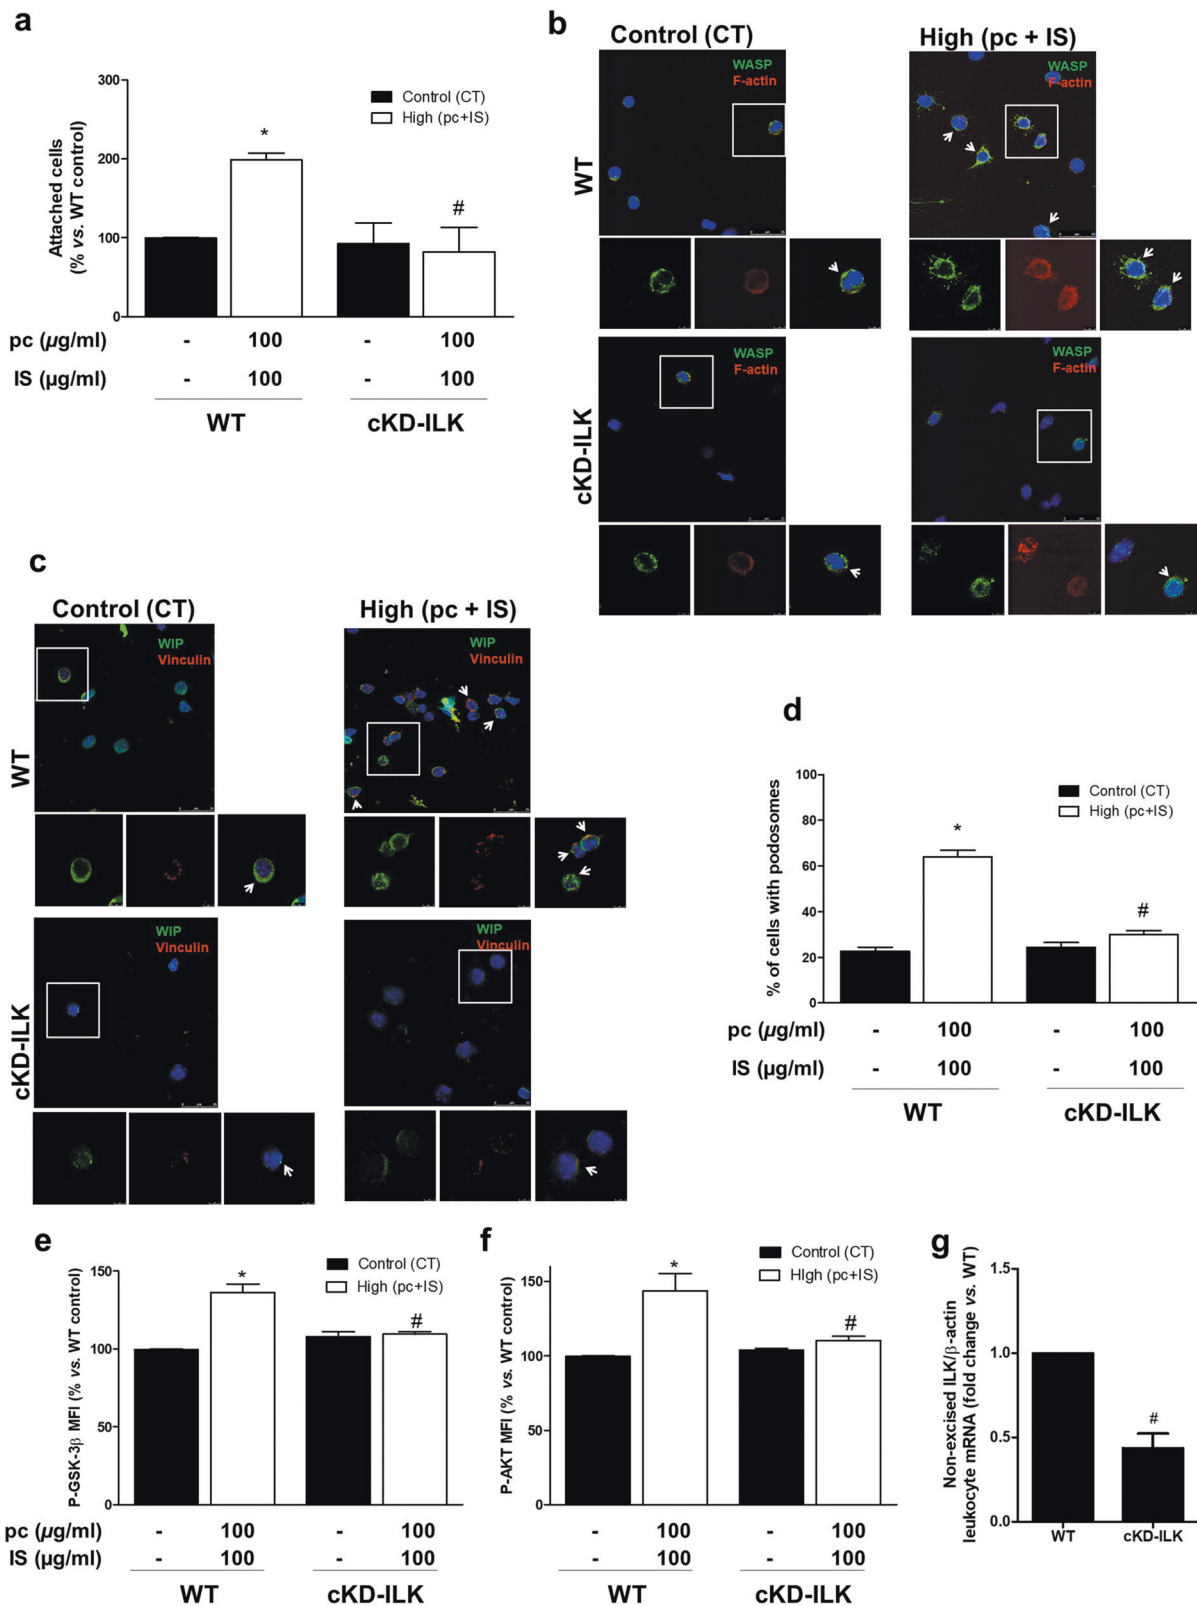 a
300
200
100
0
Attached cells
(% vs. WT control)
Control (CT)
High (pc+IS)
*
#
pc (µg/ml) - 100 - 100
IS (µg/ml) - 100 - 100
WT cKD-ILK
b
Control (CT) High (pc + IS)
WT
WASP
F-actin
WASP
F-actin
cKD-ILK
WASP
F-actin
WASP
F-actin
c
Control (CT) High (pc + IS)
WT
WIP
Vinculin
WIP
Vinculin
cKD-ILK
WIP
Vinculin
WIP
Vinculin
d
100
80
60
40
20
0
% of cells with podosomes
Control (CT)
High (pc+IS)
*
#
pc (µg/ml) - 100 - 100
IS (µg/ml) - 100 - 100
WT cKD-ILK
e
150
100
50
0
P-GSK-3β MFI (% vs. WT control)
Control (CT)
High (pc+IS)
*
#
pc (µg/ml) - 100 - 100
IS (µg/ml) - 100 - 100
WT cKD-ILK
f
150
100
50
0
P-AKT MFI (% vs. WT control)
Control (CT)
HIgh (pc+IS)
*
#
- 100 - 100
- 100 - 100
WT cKD-ILK
g
1.5
1.0
0.5
0.0
Non-excised ILK/β-actin
leukocyte mRNA (fold change vs. WT)
#
WT cKD-ILK